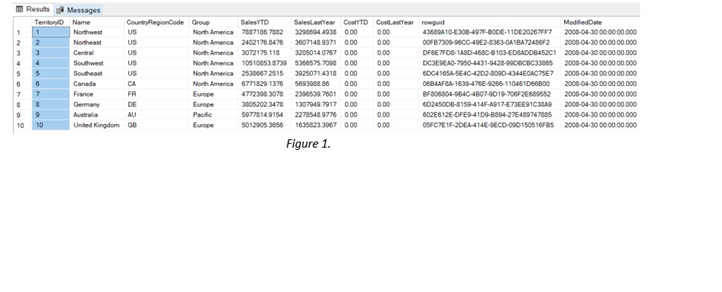 Results Messages
TerritoryID Name CountryRegionCode Group SalesYTD SalesLastYear CostYTD CostLastYear rowguid ModifiedDate
1 1 Northwest US North America 7887186.7882 3298694.4938 0.00 0.00 43689A10-E30B-497F-B0DE-11DE20267FF7 2008-04-30 00:00:00.000
2 2 Northeast US North America 2402176.8476 3607148.9371 0.00 0.00 00FB7309-96CC-49E2-8363-0A1BA72486F2 2008-04-30 00:00:00.000
3 3 Central US North America 3072175.118 3205014.0767 0.00 0.00 DF6E7FD8-1A8D-468C-B103-ED8ADDB452C1 2008-04-30 00:00:00.000
4 4 Southwest US North America 10510853.8739 5366575.7098 0.00 0.00 DC3E9EA0-7950-4431-9428-99DBCBC33865 2008-04-30 00:00:00.000
5 5 Southeast US North America 2538667.2515 3925071.4318 0.00 0.00 6DC4165A-5E4C-42D2-809D-4344E0AC75E7 2008-04-30 00:00:00.000
6 6 Canada CA North America 6771829.1376 5693988.86 0.00 0.00 06B4AF8A-1639-476E-9266-110461D66B00 2008-04-30 00:00:00.000
7 7 France FR Europe 4772398.3078 2396539.7601 0.00 0.00 BF806804-9B4C-4B07-9D19-706F2E689552 2008-04-30 00:00:00.000
8 8 Germany DE Europe 3805202.3478 1307949.7917 0.00 0.00 6D2450DB-8159-414F-A917-E73EE91C38A9 2008-04-30 00:00:00.000
9 9 Australia AU Pacific 5977814.9154 2278548.9776 0.00 0.00 602E612E-DFE9-41D9-B894-27E489747885 2008-04-30 00:00:00.000
10 10 United Kingdom GB Europe 5012905.3656 1635823.3967 0.00 0.00 05FC7E1F-2DEA-414E-9ECD-09D150516FB5 2008-04-30 00:00:00.000
Figure 1.